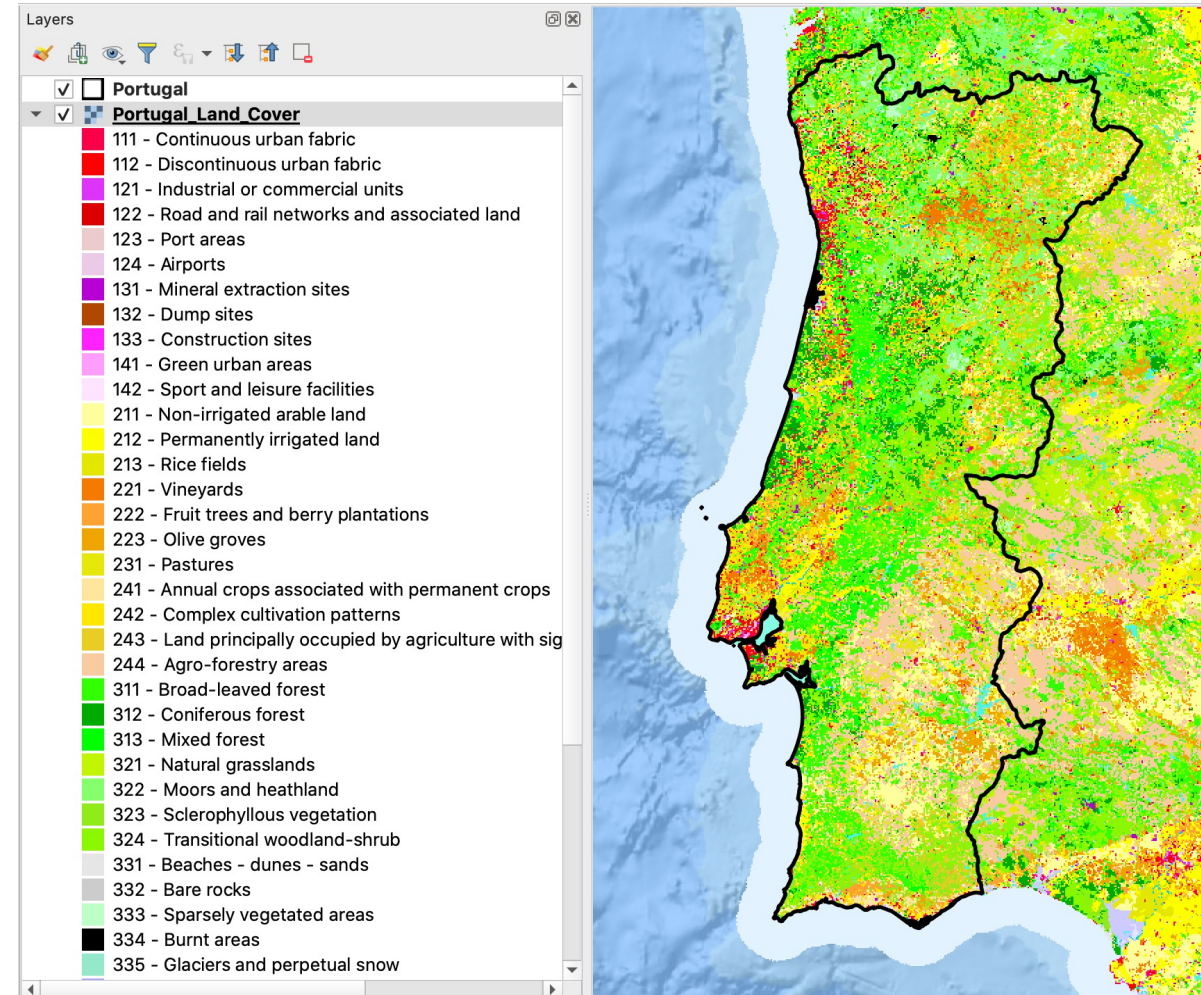 Layers
Portugal
Portugal_Land_Cover
111 - Continuous urban fabric
112 - Discontinuous urban fabric
121 - Industrial or commercial units
122 - Road and rail networks and associated land
123 - Port areas
124 - Airports
131 - Mineral extraction sites
132 - Dump sites
133 - Construction sites
141 - Green urban areas
142 - Sport and leisure facilities
211 - Non-irrigated arable land
212 - Permanently irrigated land
213 - Rice fields
221 - Vineyards
222 - Fruit trees and berry plantations
223 - Olive groves
231 - Pastures
241 - Annual crops associated with permanent crops
242 - Complex cultivation patterns
243 - Land principally occupied by agriculture with sig
244 - Agro-forestry areas
311 - Broad-leaved forest
312 - Coniferous forest
313 - Mixed forest
321 - Natural grasslands
322 - Moors and heathland
323 - Sclerophyllous vegetation
324 - Transitional woodland-shrub
331 - Beaches - dunes - sands
332 - Bare rocks
333 - Sparsely vegetated areas
334 - Burnt areas
335 - Glaciers and perpetual snow